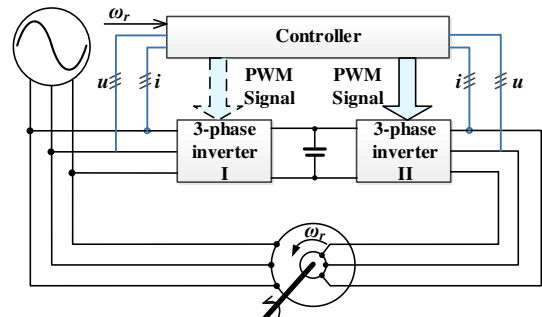 ωr
Controller
u
i
PWM
Signal
PWM
Signal
i
u
3-phase
inverter
I
3-phase
inverter
II
ωr